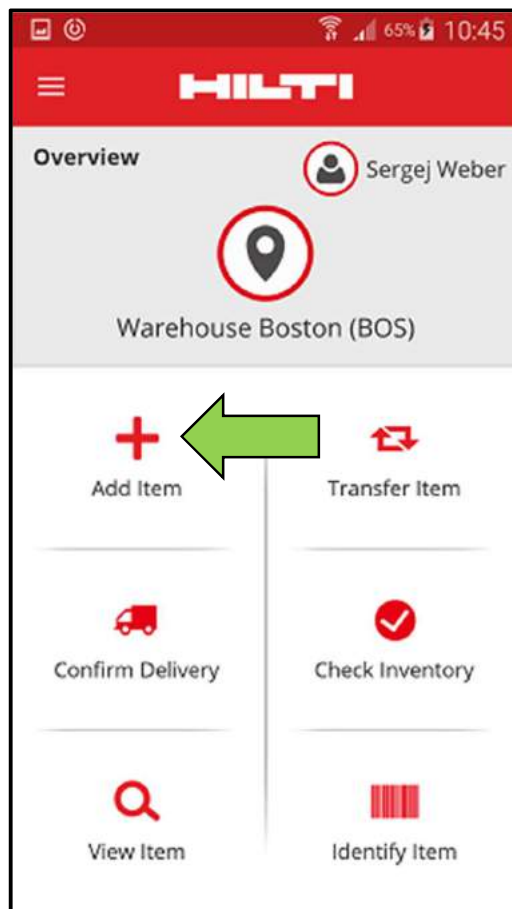 65% 10:45
HILTI
Overview
Sergej Weber
Warehouse Boston (BOS)
Add Item
Transfer Item
Confirm Delivery
Check Inventory
View Item
Identify Item